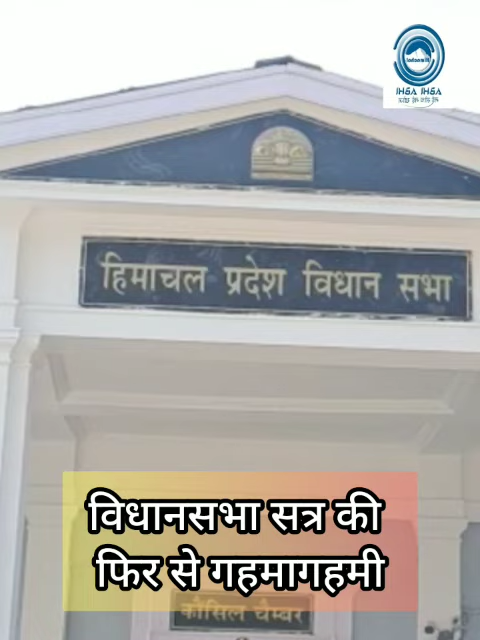 IHSA IHSA
हिमाचल प्रदेश विधान सभा
विधानसभा सत्र की
फिर से गहमागहमी
कौंसिल चैम्बर